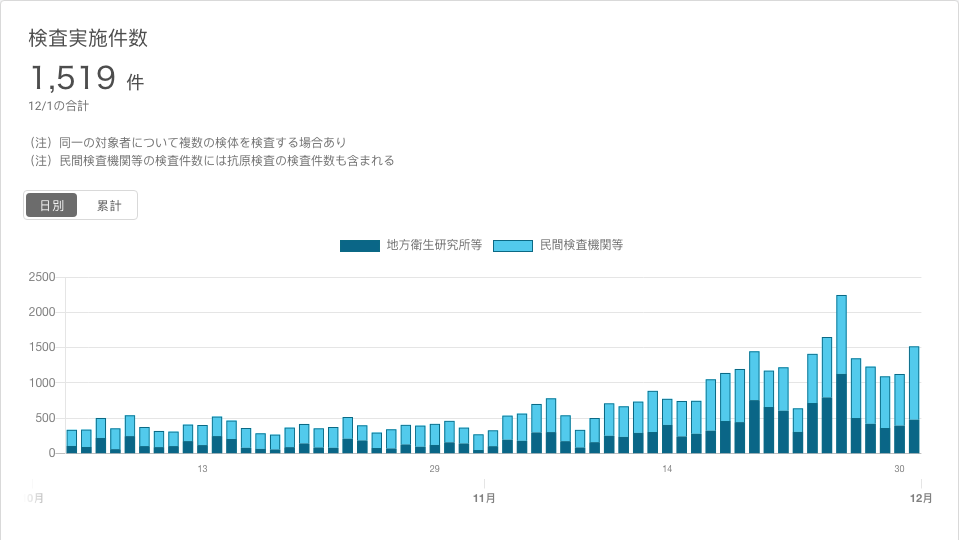 検査実施件数
1,519 件
12/1の合計
（注）同一の対象者について複数の検体を検査する場合あり
（注）民間検査機関等の検査件数には抗原検査の検査件数も含まれる
日別 累計
地方衛生研究所等 民間検査機関等
2500
2000
1500
1000
500
0
13 29 14 30
0月 11月 12月